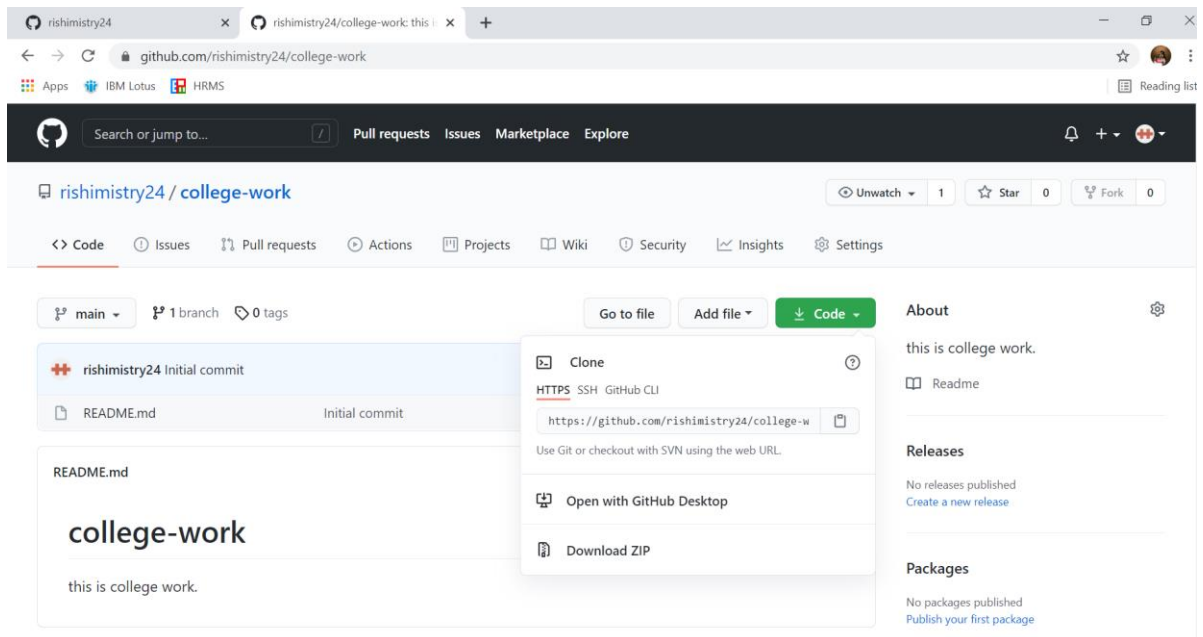 rishimistry24
rishimistry24/college-work: this i
github.com/rishimistry24/college-work
Apps IBM Lotus HRMS Reading list
Search or jump to... / Pull requests Issues Marketplace Explore
rishimistry24 / college-work Unwatch 1 Star 0 Fork 0
<> Code Issues Pull requests Actions Projects Wiki Security Insights Settings
main 1 branch 0 tags Go to file Add file Code
rishimistry24 Initial commit
README.md Initial commit
Clone
HTTPS SSH GitHub CLI
https://github.com/rishimistry24/college-w
Use Git or checkout with SVN using the web URL.
Open with GitHub Desktop
Download ZIP
README.md
college-work
this is college work.
About
this is college work.
Readme
Releases
No releases published
Create a new release
Packages
No packages published
Publish your first package